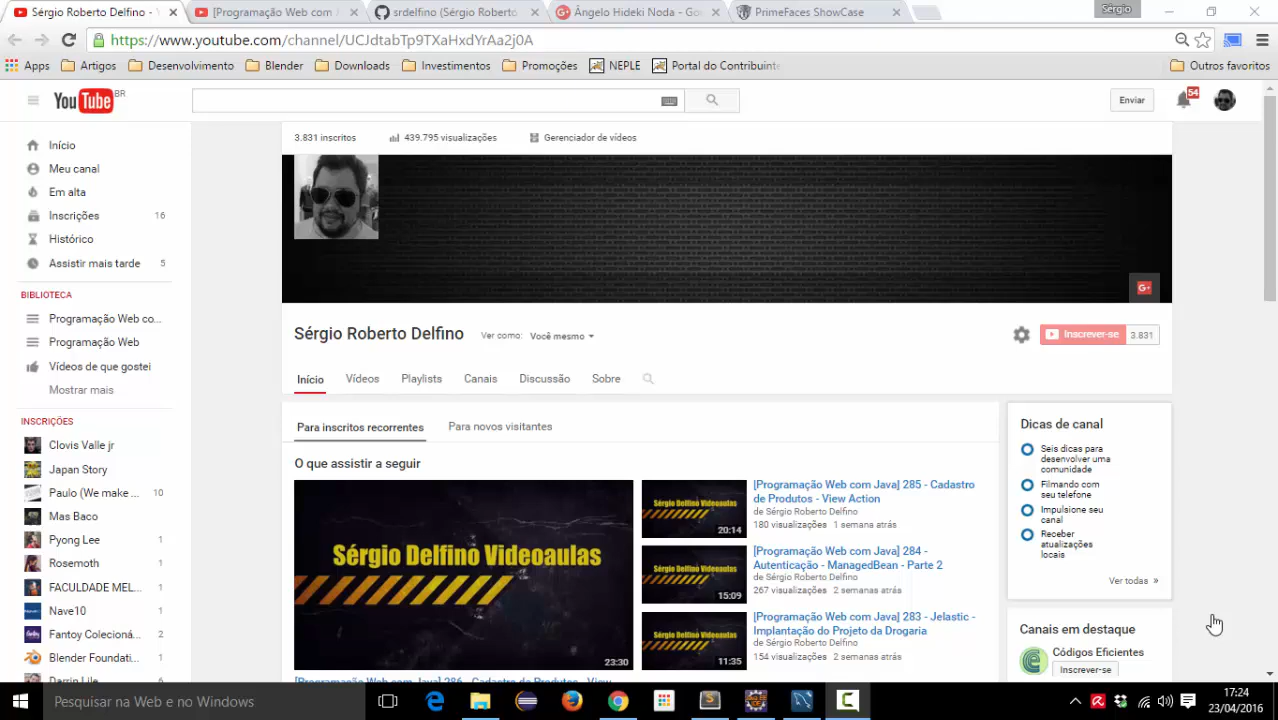 Sérgio Roberto Delfino -
[Programação Web com
srdelfino (Sérgio Roberto
Ângelo Hideki Noda - Goo
PrimeFaces ShowCase
Sérgio
https://www.youtube.com/channel/UCJdtabTp9TXaHxdYrAa2j0A
Apps
Artigos
Desenvolvimento
Blender
Downloads
Investimentos
Promoções
NEPLE
Portal do Contribuinte
Outros favoritos
YouTube BR
Enviar
54
Início
Meu canal
Em alta
Inscrições 16
Histórico
Assistir mais tarde 5
BIBLIOTECA
Programação Web co...
Programação Web
Vídeos de que gostei
Mostrar mais
INSCRIÇÕES
Clovis Valle jr
Japan Story
Paulo (We make ... 10
Mas Baco
Pyong Lee 1
Rosemoth 1
FACULDADE MEL... 1
Nave10 1
Fantoy Colecioná... 2
Blender Foundati... 1
Darrin Lile
3.831 inscritos
439.795 visualizações
Gerenciador de vídeos
Sérgio Roberto Delfino
Ver como: Você mesmo
Inscrever-se 3.831
Início
Vídeos
Playlists
Canais
Discussão
Sobre
Para inscritos recorrentes
Para novos visitantes
O que assistir a seguir
Sérgio Delfino Videoaulas
23:30
[Programação Web com Java] 286 - Cadastro de Produtos - View
Sérgio Delfino Videoaulas
20:14
[Programação Web com Java] 285 - Cadastro
de Produtos - View Action
de Sérgio Roberto Delfino
180 visualizações 1 semana atrás
Sérgio Delfino Videoaulas
15:09
[Programação Web com Java] 284 -
Autenticação - ManagedBean - Parte 2
de Sérgio Roberto Delfino
267 visualizações 2 semanas atrás
Sérgio Delfino Videoaulas
11:35
[Programação Web com Java] 283 - Jelastic -
Implantação do Projeto da Drogaria
de Sérgio Roberto Delfino
154 visualizações 2 semanas atrás
Dicas de canal
Seis dicas para
desenvolver uma
comunidade
Filmando com
seu telefone
Impulsione seu
canal
Receber
atualizações
locais
Ver todas »
Canais em destaque
Códigos Eficientes
Inscrever-se
Pesquisar na Web e no Windows
17:24
23/04/2016